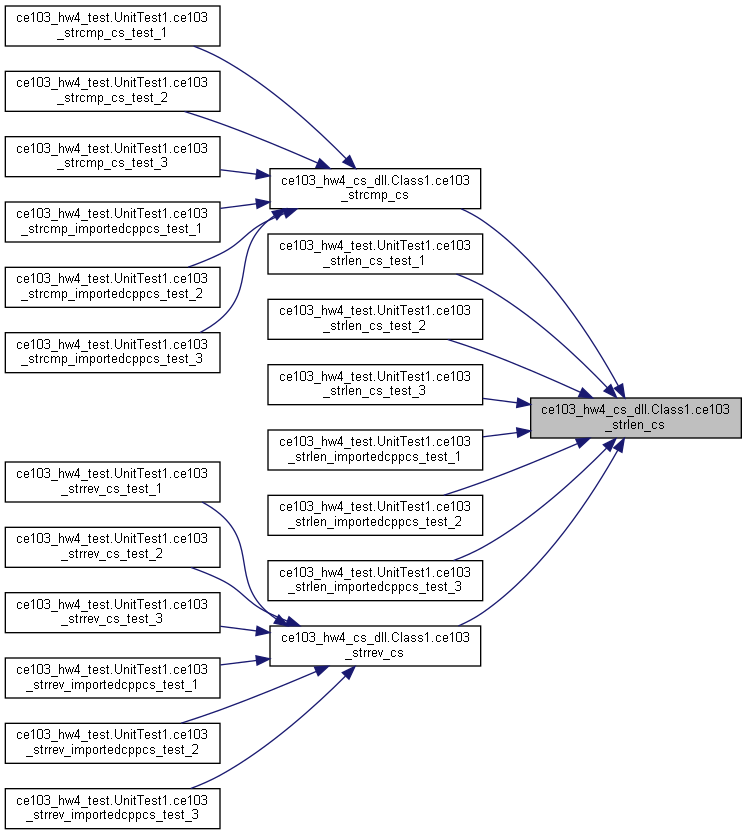 ce103_hw4_test.UnitTest1.ce103
_strcmp_cs_test_1
ce103_hw4_test.UnitTest1.ce103
_strcmp_cs_test_2
ce103_hw4_test.UnitTest1.ce103
_strcmp_cs_test_3
ce103_hw4_test.UnitTest1.ce103
_strcmp_importedcppcs_test_1
ce103_hw4_test.UnitTest1.ce103
_strcmp_importedcppcs_test_2
ce103_hw4_test.UnitTest1.ce103
_strcmp_importedcppcs_test_3
ce103_hw4_test.UnitTest1.ce103
_strrev_cs_test_1
ce103_hw4_test.UnitTest1.ce103
_strrev_cs_test_2
ce103_hw4_test.UnitTest1.ce103
_strrev_cs_test_3
ce103_hw4_test.UnitTest1.ce103
_strrev_importedcppcs_test_1
ce103_hw4_test.UnitTest1.ce103
_strrev_importedcppcs_test_2
ce103_hw4_test.UnitTest1.ce103
_strrev_importedcppcs_test_3
ce103_hw4_cs_dll.Class1.ce103
_strcmp_cs
ce103_hw4_test.UnitTest1.ce103
_strlen_cs_test_1
ce103_hw4_test.UnitTest1.ce103
_strlen_cs_test_2
ce103_hw4_test.UnitTest1.ce103
_strlen_cs_test_3
ce103_hw4_test.UnitTest1.ce103
_strlen_importedcppcs_test_1
ce103_hw4_test.UnitTest1.ce103
_strlen_importedcppcs_test_2
ce103_hw4_test.UnitTest1.ce103
_strlen_importedcppcs_test_3
ce103_hw4_cs_dll.Class1.ce103
_strrev_cs
ce103_hw4_cs_dll.Class1.ce103
_strlen_cs